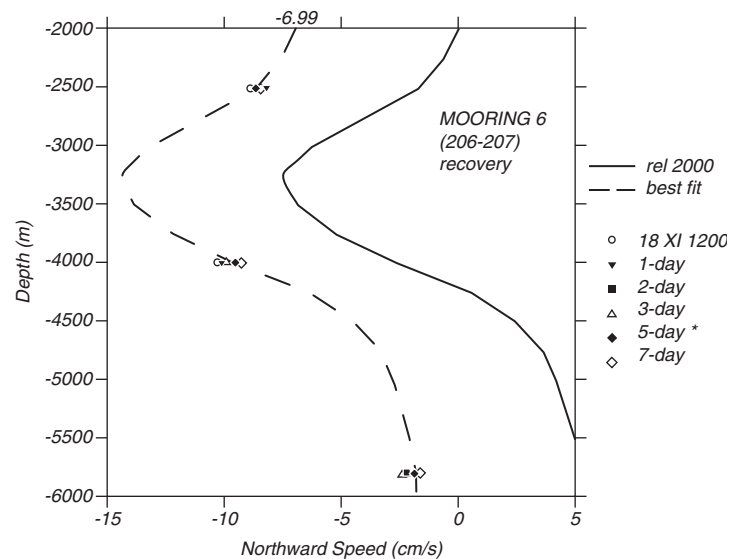 -6.99
-2000
-2500
-3000
-3500
-4000
-4500
-5000
-5500
-6000
Depth (m)
-15
-10
-5
0
5
Northward Speed (cm/s)
MOORING 6
(206-207)
recovery
rel 2000
best fit
18 XI 1200
1-day
2-day
3-day
5-day *
7-day